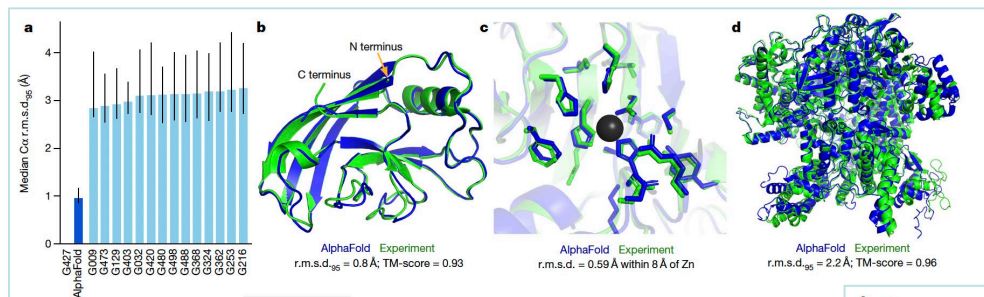 a
Median Cα r.m.s.d.₉₅ (Å)
4
3
2
1
0
G427
AlphaFold
G009
G473
G129
G403
G032
G420
G480
G498
G488
G368
G324
G362
G253
G216
b
N terminus
C terminus
AlphaFold Experiment
r.m.s.d.₉₅ = 0.8 Å; TM-score = 0.93
c
AlphaFold Experiment
r.m.s.d. = 0.59 Å within 8 Å of Zn
d
AlphaFold Experiment
r.m.s.d.₉₅ = 2.2 Å; TM-score = 0.96